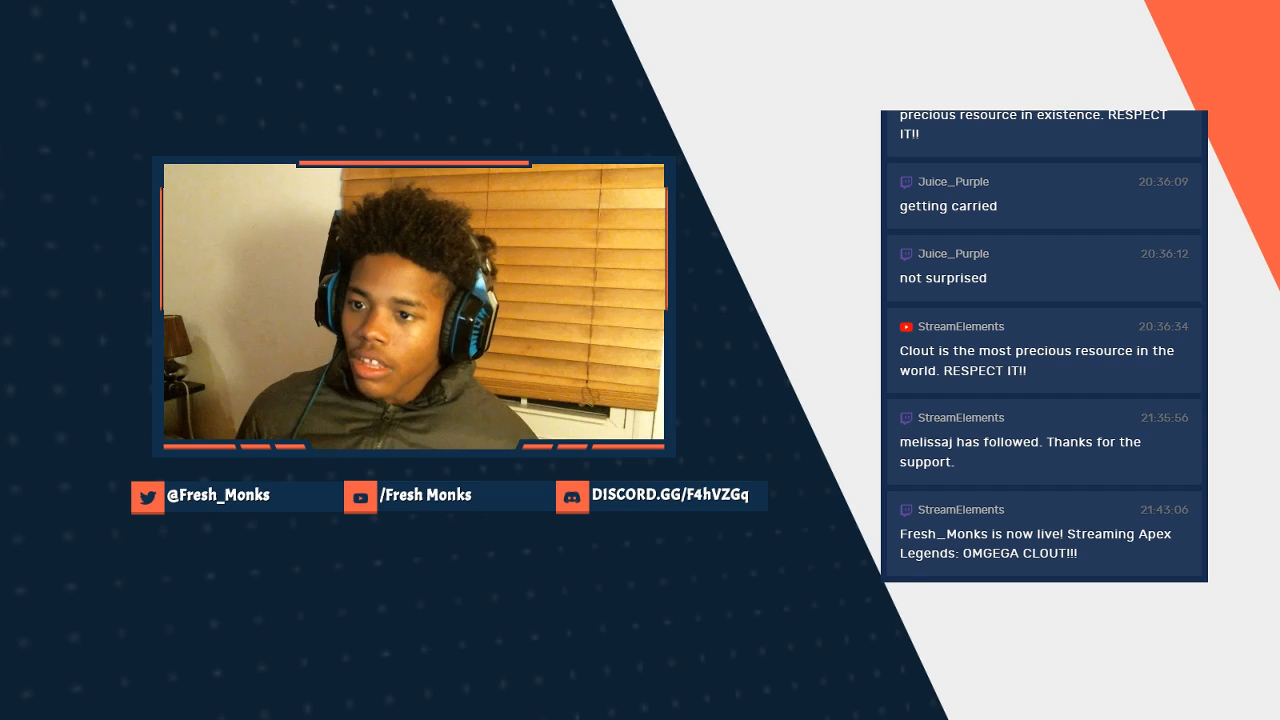 precious resource in existence. RESPECT
IT!!
Juice_Purple 20:36:09
getting carried
Juice_Purple 20:36:12
not surprised
StreamElements 20:36:34
Clout is the most precious resource in the
world. RESPECT IT!!
StreamElements 21:35:56
melissaj has followed. Thanks for the
support.
StreamElements 21:43:06
Fresh_Monks is now live! Streaming Apex
Legends: OMGEGA CLOUT!!!
@Fresh_Monks
/Fresh Monks
DISCORD.GG/F4hVZGq